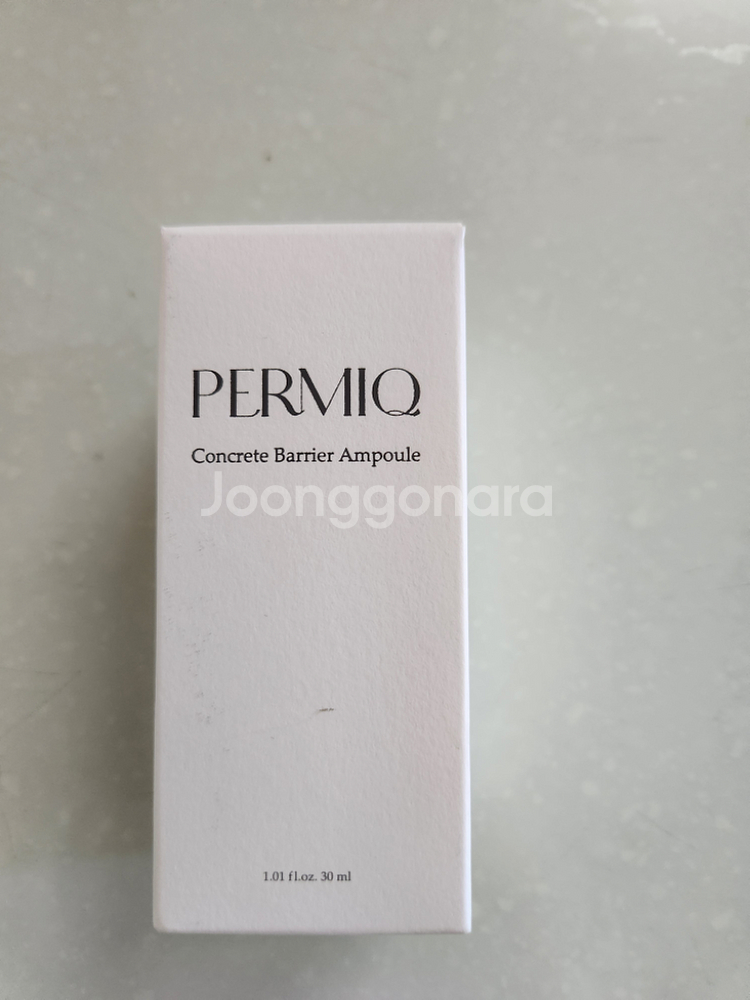 PERMIQ
Concrete Barrier Ampoule
Joonggonara
1.01 fl.oz. 30 ml